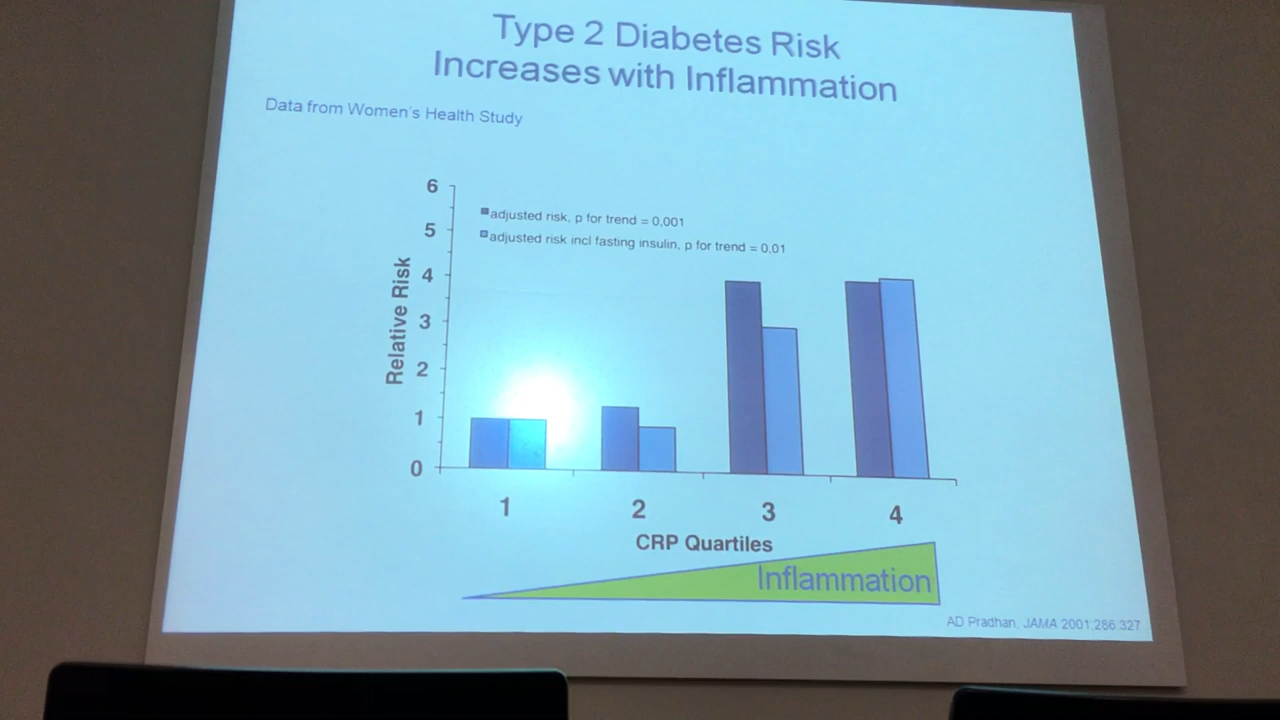 Type 2 Diabetes Risk
Increases with Inflammation
Data from Women's Health Study
6
5
4
3
2
1
0
Relative Risk
adjusted risk, p for trend = 0,001
adjusted risk incl fasting insulin, p for trend = 0,01
1 2 3 4
CRP Quartiles
Inflammation
AD Pradhan, JAMA 2001;286:327